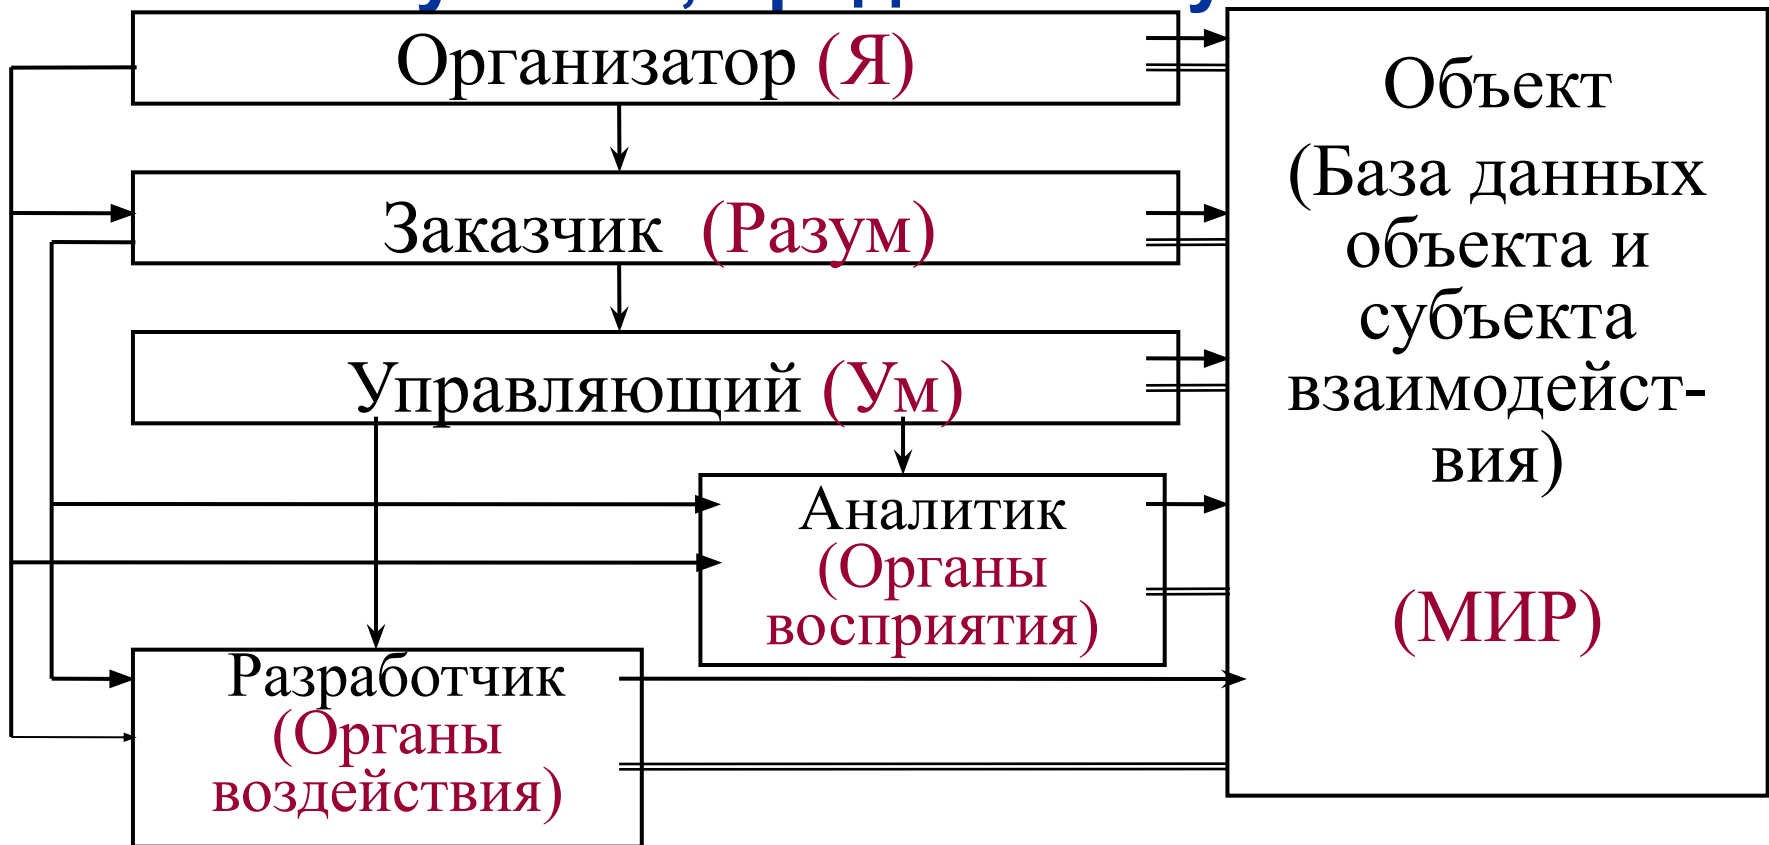 Организатор (Я)
Заказчик (Разум)
Управляющий (Ум)
Аналитик
(Органы
восприятия)
Разработчик
(Органы
воздействия)
Объект
(База данных
объекта и
субъекта
взаимодейст-
вия)
(МИР)